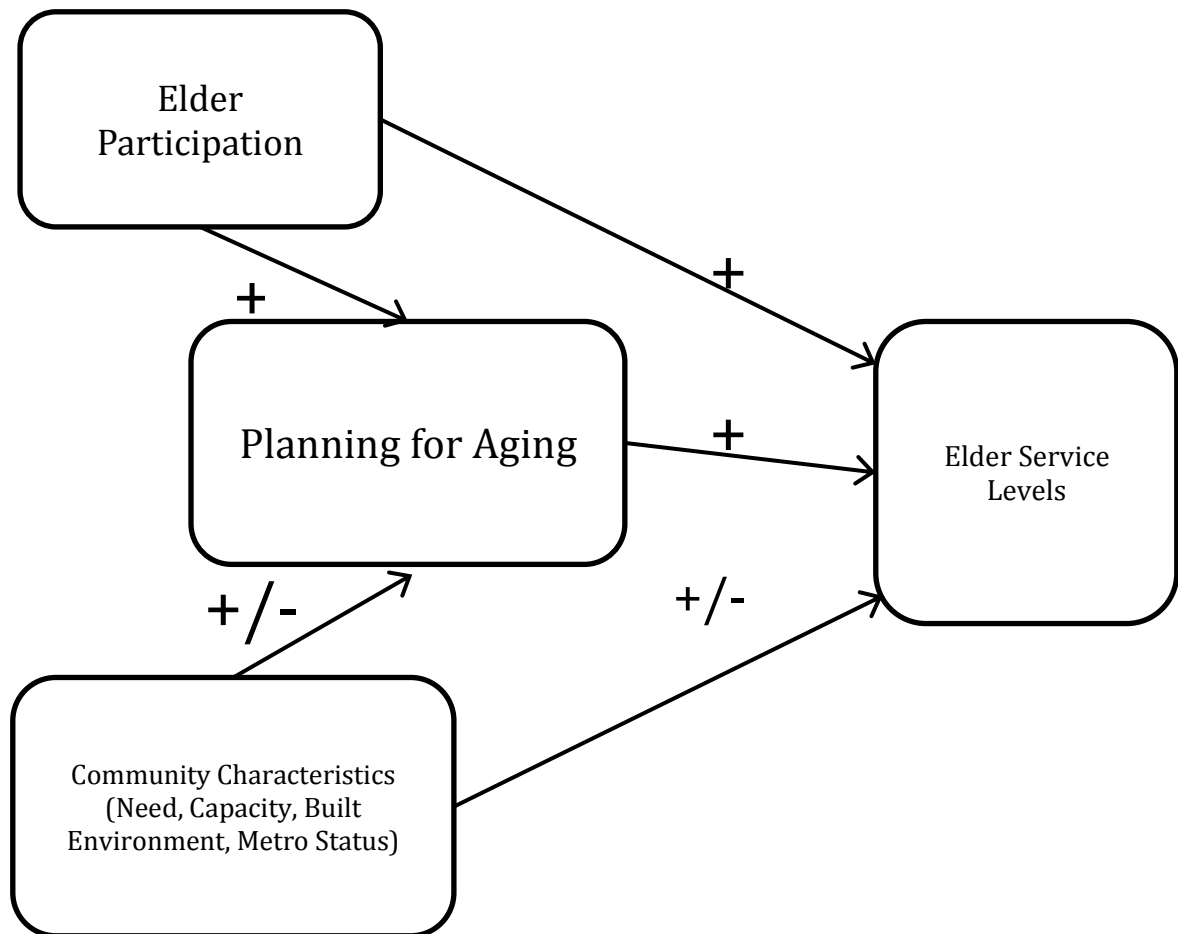 Elder
Participation
+
+
Planning for Aging
+
Elder Service
Levels
+/-
+/-
Community Characteristics
(Need, Capacity, Built
Environment, Metro Status)